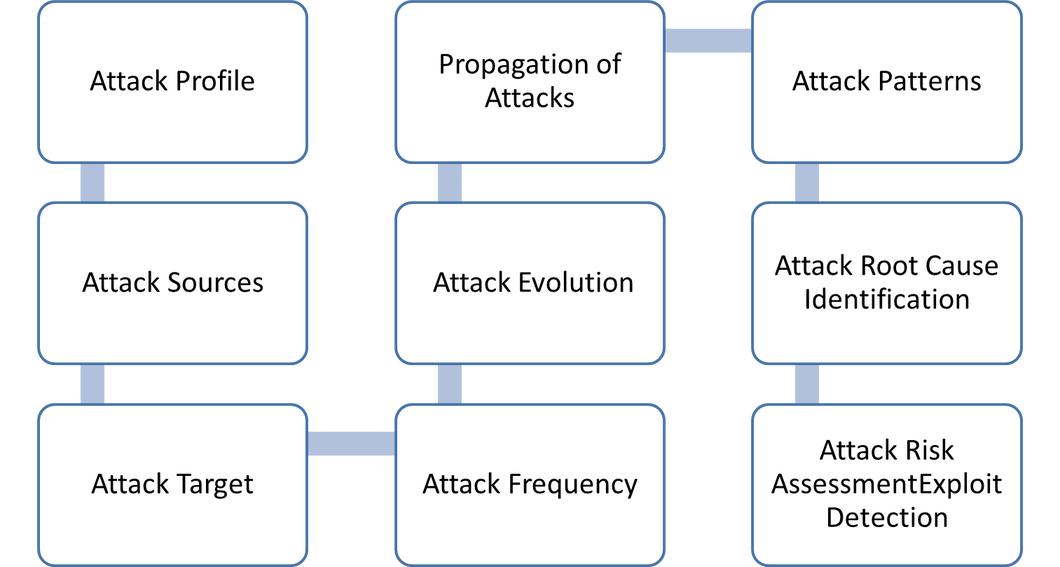 Attack Profile
Attack Sources
Attack Target
Attack Frequency
Attack Evolution
Propagation of
Attacks
Attack Patterns
Attack Root Cause
Identification
Attack Risk
AssessmentExploit
Detection